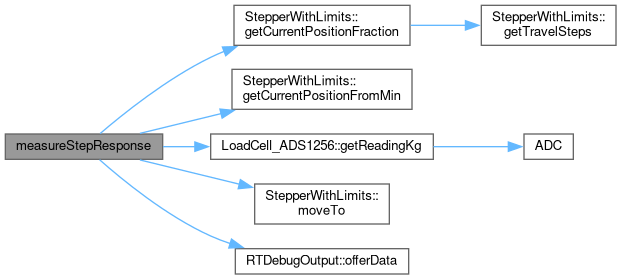 StepperWithLimits::
getCurrentPositionFraction
StepperWithLimits::
getTravelSteps
StepperWithLimits::
getCurrentPositionFromMin
measureStepResponse
LoadCell_ADS1256::getReadingKg
ADC
StepperWithLimits::
moveTo
RTDebugOutput::offerData